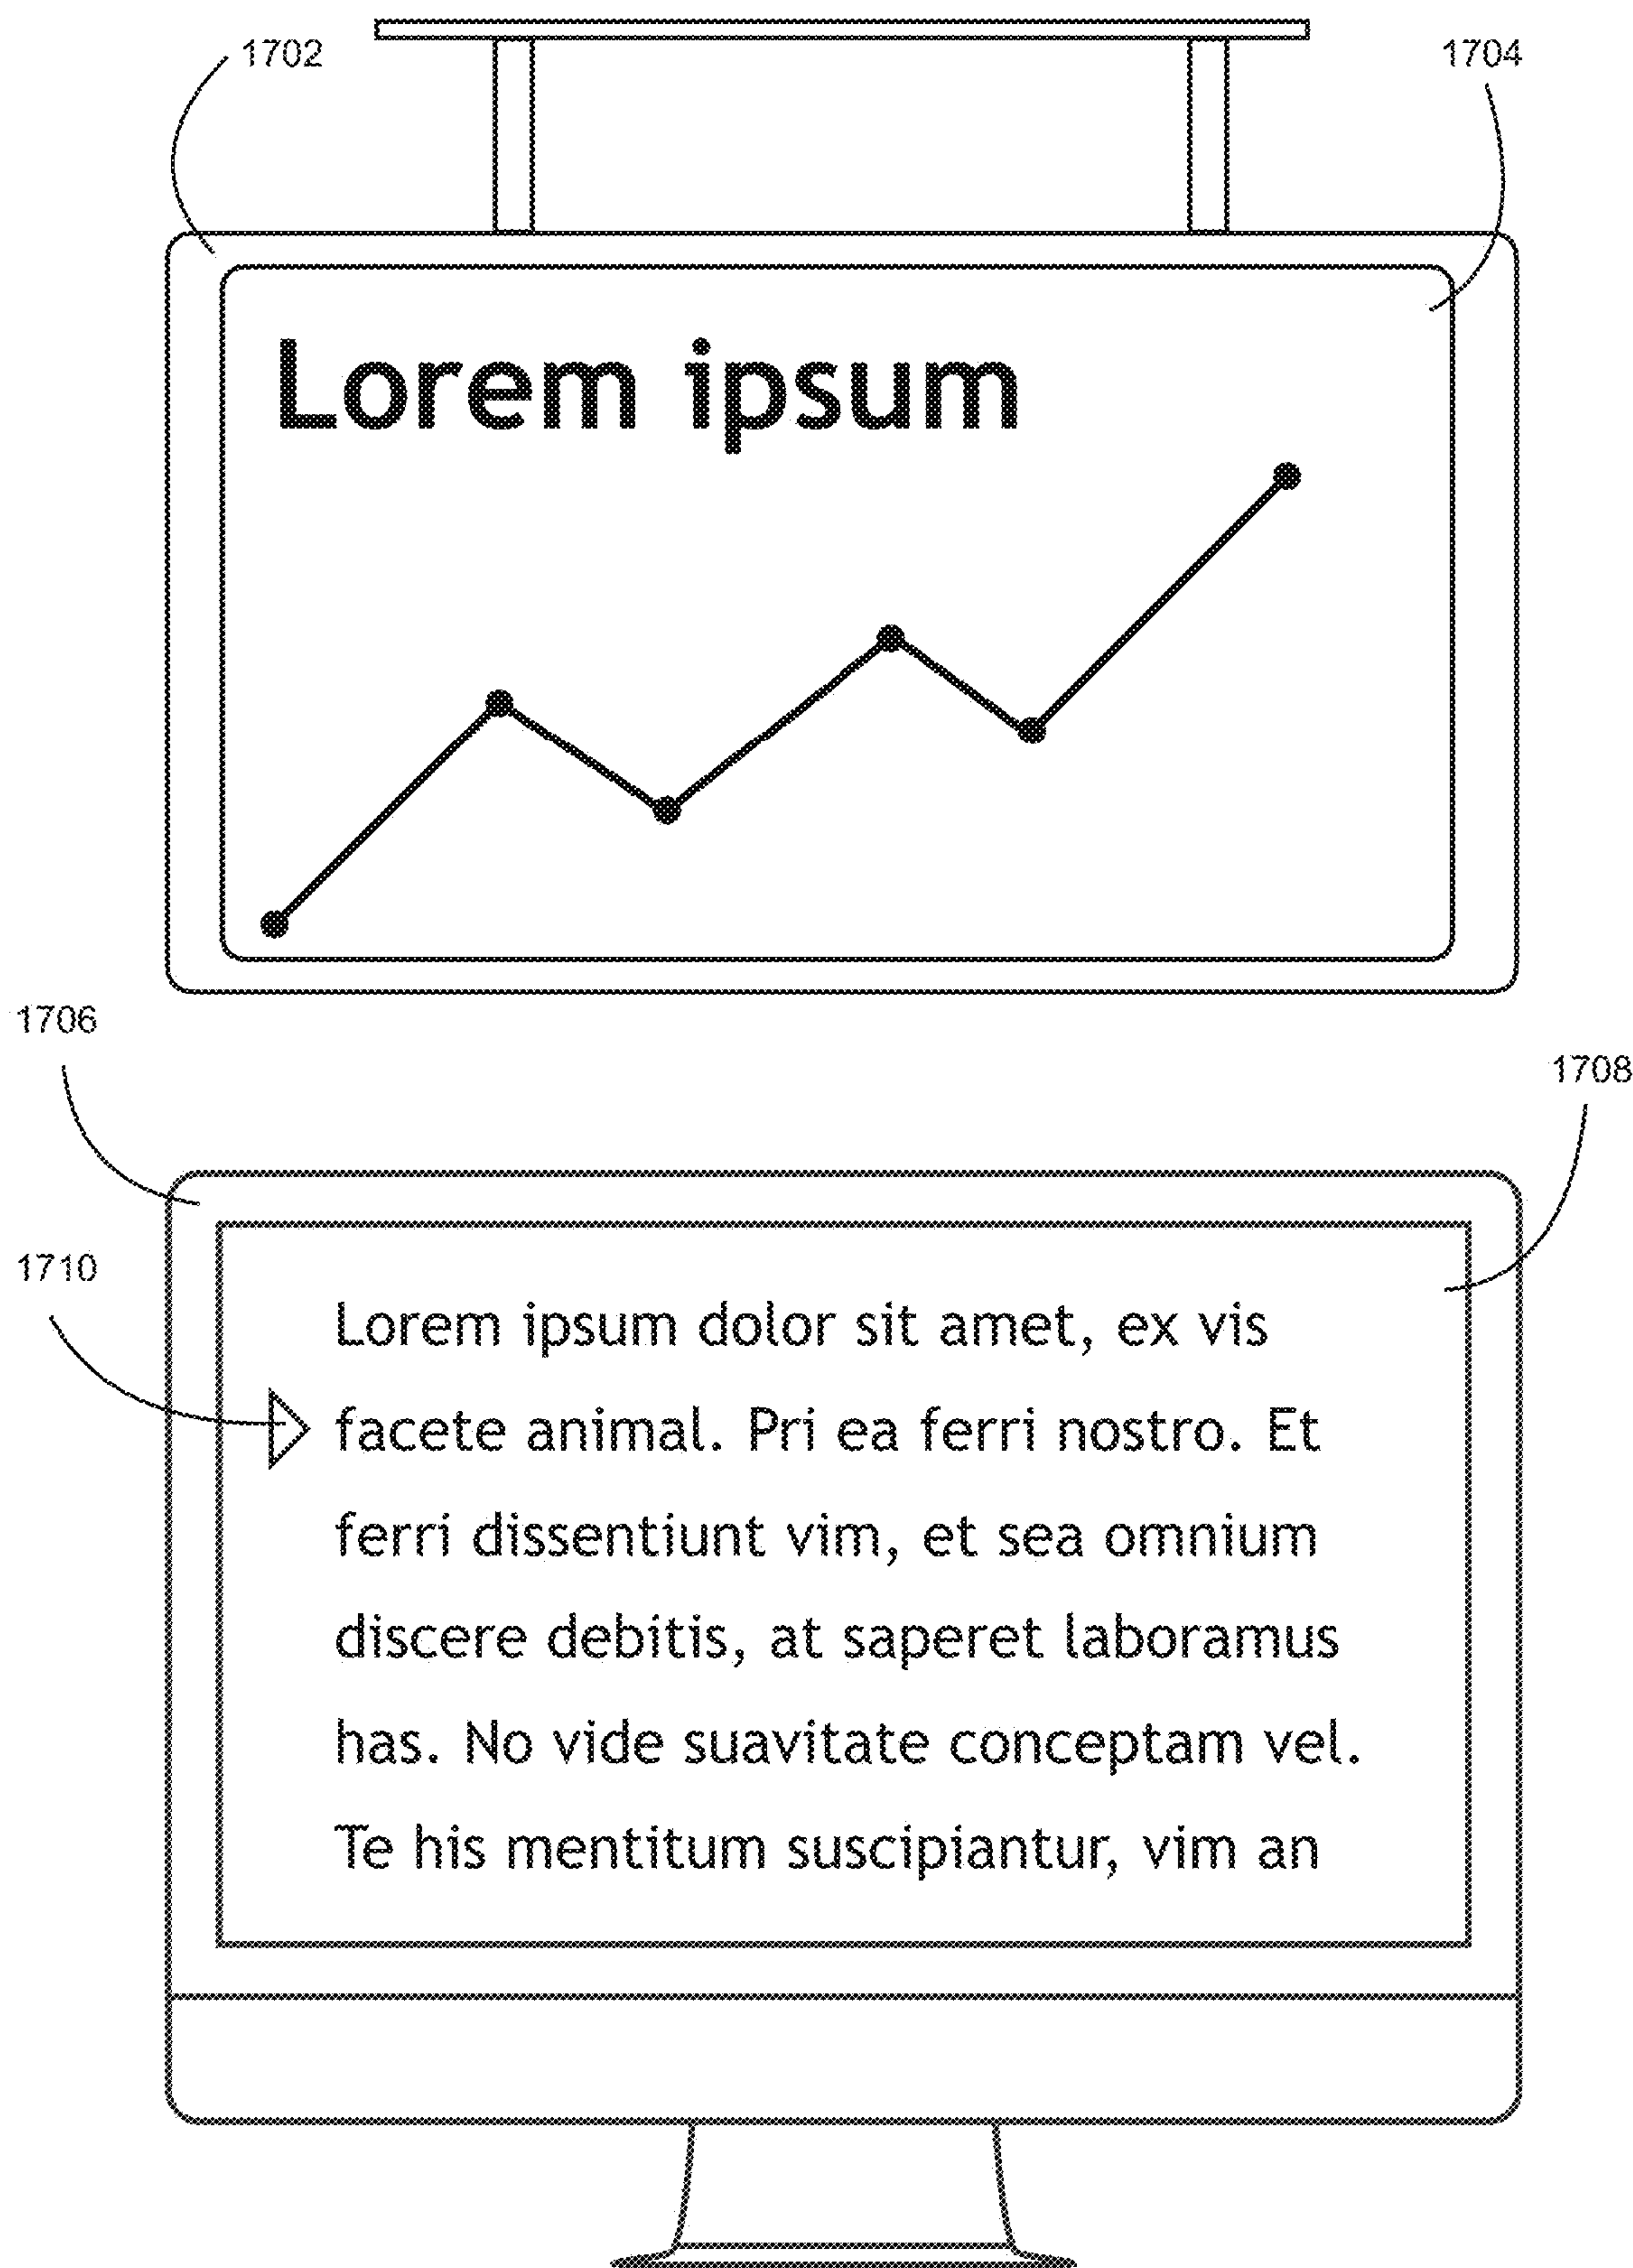 1702
1704
Lorem ipsum
1706
1708
1710
Lorem ipsum dolor sit amet, ex vis
facete animal. Pri ea ferri nostro. Et
ferri dissentiunt vim, et sea omnium
discere debitis, at saperet laboramus
has. No vide suavitate conceptam vel.
Te his mentitum suscipiantur, vim an